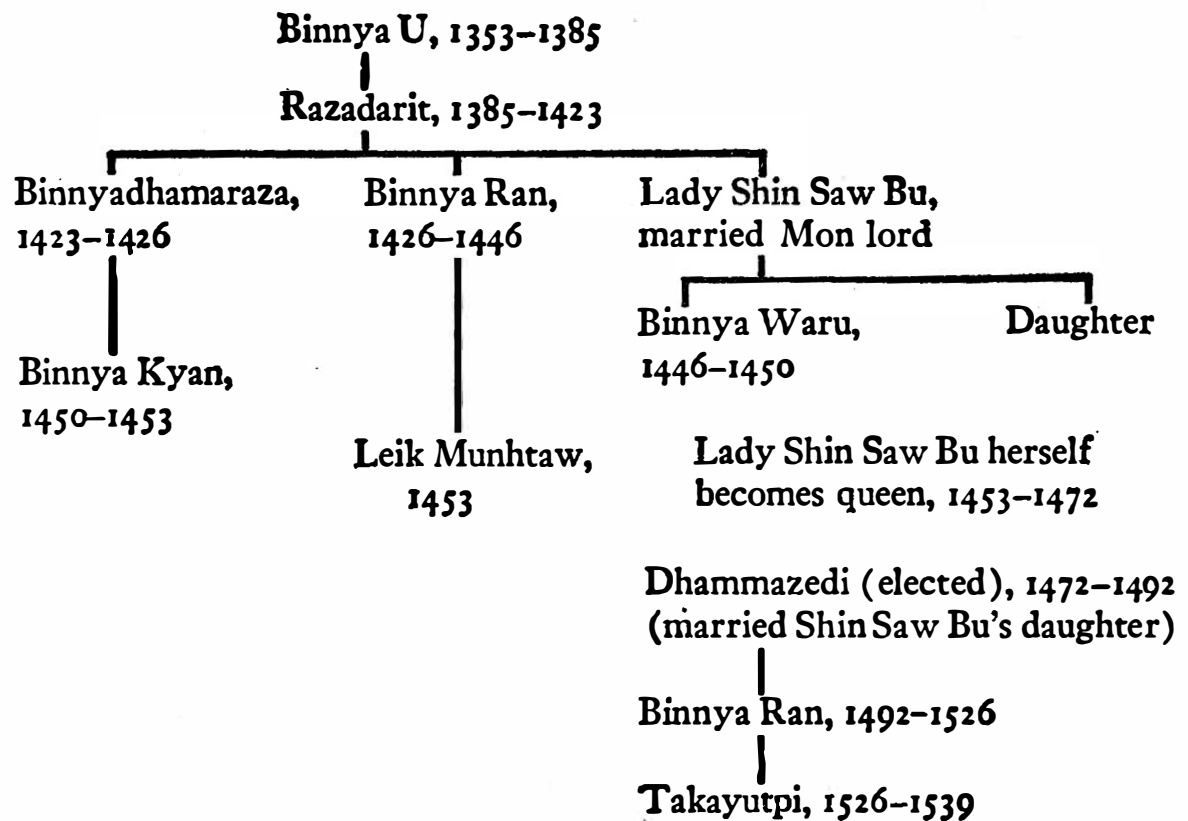 Binnya U, 1353–1385
Razadarit, 1385–1423
Binnyadhamaraza,
1423–1426
Binnya Ran,
1426–1446
Lady Shin Saw Bu,
married Mon lord
Binnya Waru,
1446–1450
Daughter
Binnya Kyan,
1450–1453
Leik Munhtaw,
1453
Lady Shin Saw Bu herself
becomes queen, 1453–1472
Dhammazedi (elected), 1472–1492
(married Shin Saw Bu's daughter)
Binnya Ran, 1492–1526
Takayutpi, 1526–1539